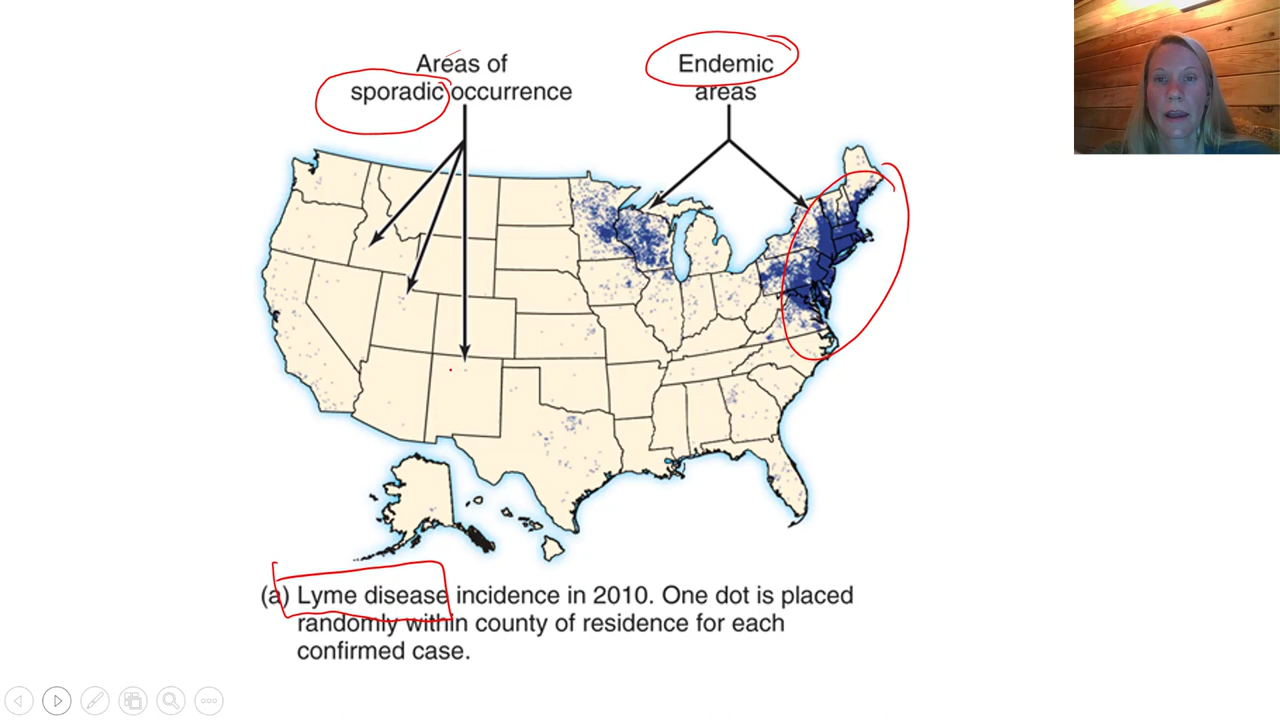 Areas of
sporadic occurrence
Endemic
areas
(a) Lyme disease incidence in 2010. One dot is placed
randomly within county of residence for each
confirmed case.